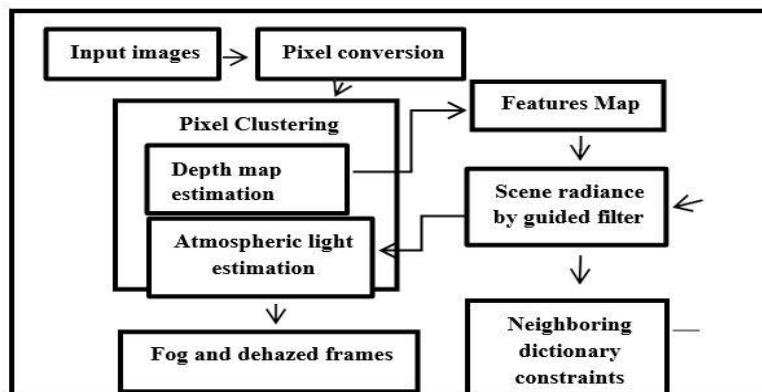 Input images
Pixel conversion
Pixel Clustering
Depth map
estimation
Atmospheric light
estimation
Fog and dehazed frames
Features Map
Scene radiance
by guided filter
Neighboring
dictionary
constraints